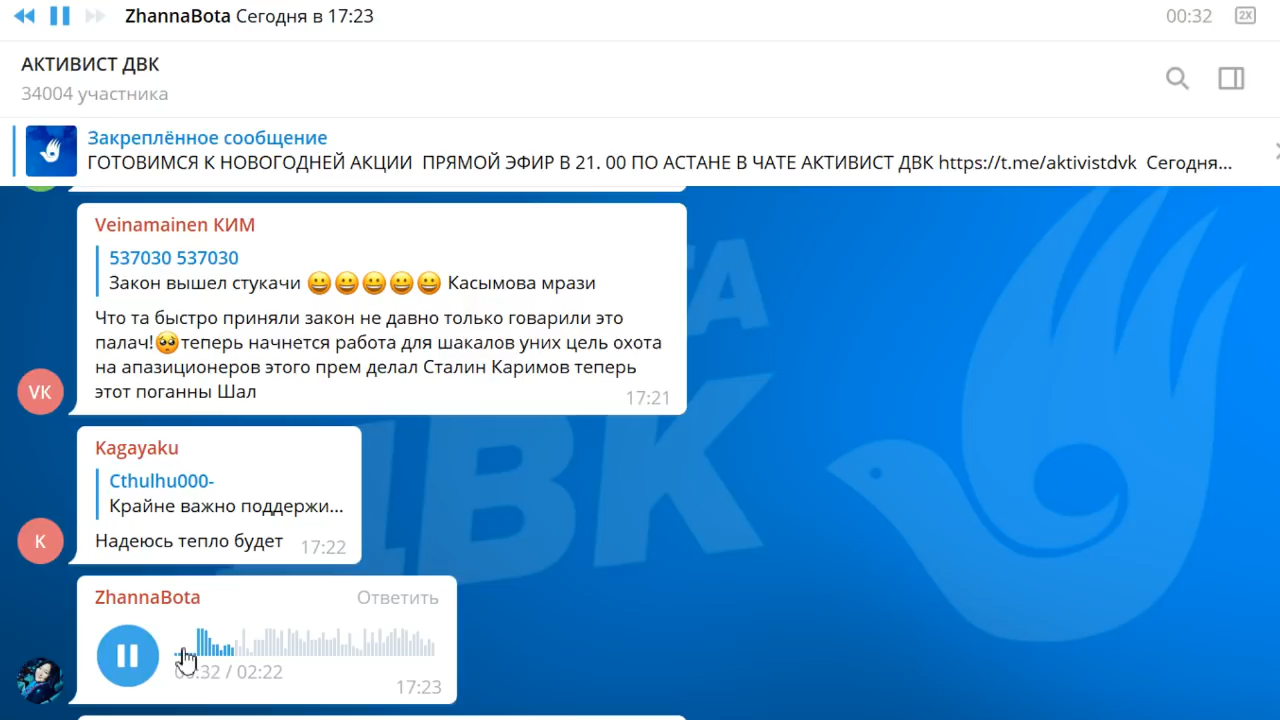 ZhannaBota Сегодня в 17:23
00:32
2X
АКТИВИСТ ДВК
34004 участника
Закреплённое сообщение
ГОТОВИМСЯ К НОВОГОДНЕЙ АКЦИИ ПРЯМОЙ ЭФИР В 21. 00 ПО АСТАНЕ В ЧАТЕ АКТИВИСТ ДВК https://t.me/aktivistdvk Сегодня...
Veinamainen КИМ
537030 537030
Закон вышел стукачи 😀😀😀😀😀 Касымова мрази
Что та быстро приняли закон не давно только говарили это
палач!🥺теперь начнется работа для шакалов уних цель охота
на апазиционеров этого прем делал Сталин Каримов теперь
этот поганны Шал
17:21
VK
Kagayaku
Cthulhu000-
Крайне важно поддержи...
Надеюсь тепло будет
17:22
K
ZhannaBota
Ответить
00:32 / 02:22
17:23
ДВК